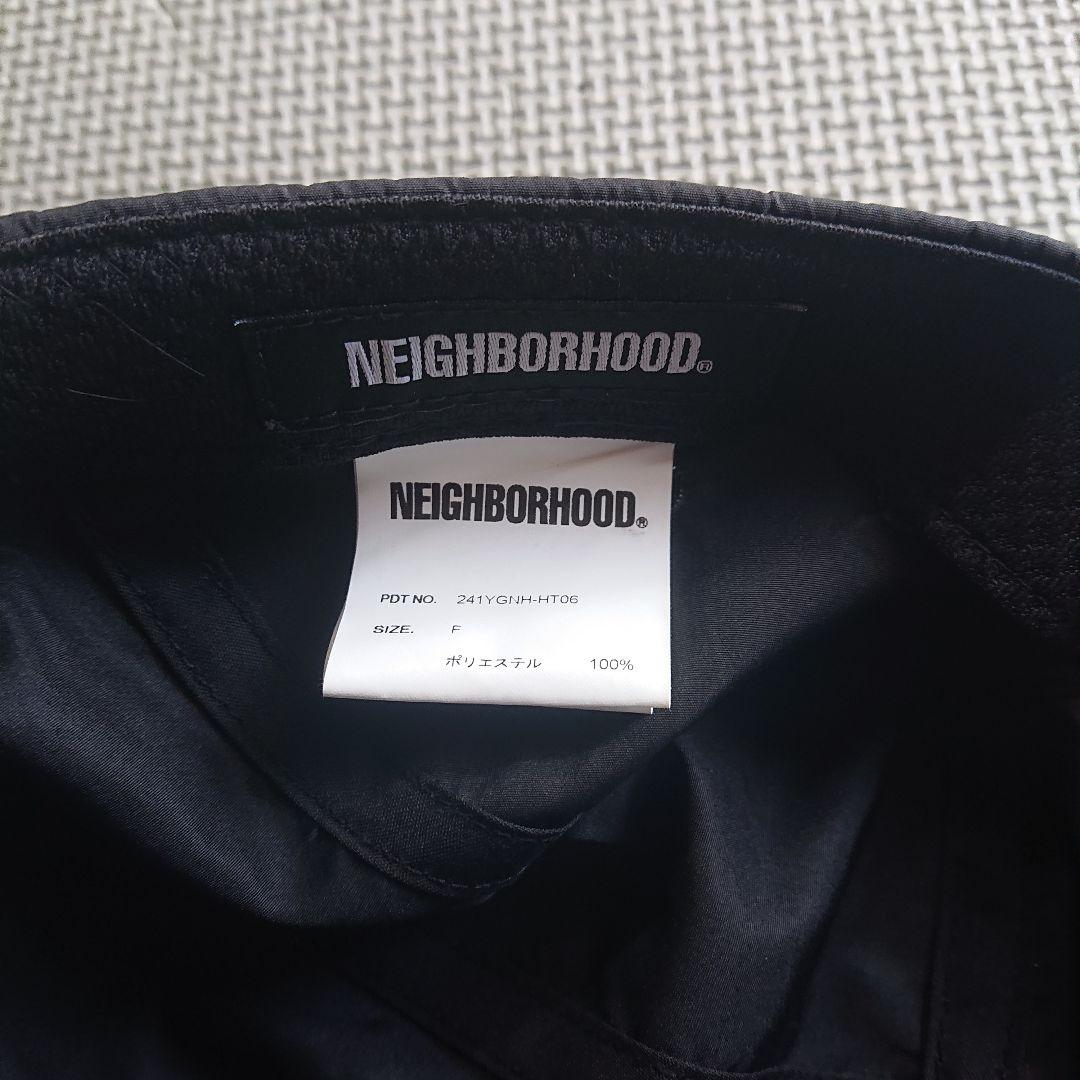 NEIGHBORHOOD®
NEIGHBORHOOD®
PDT NO. 241YGNH-HT06
SIZE. F
ポリエステル 100%